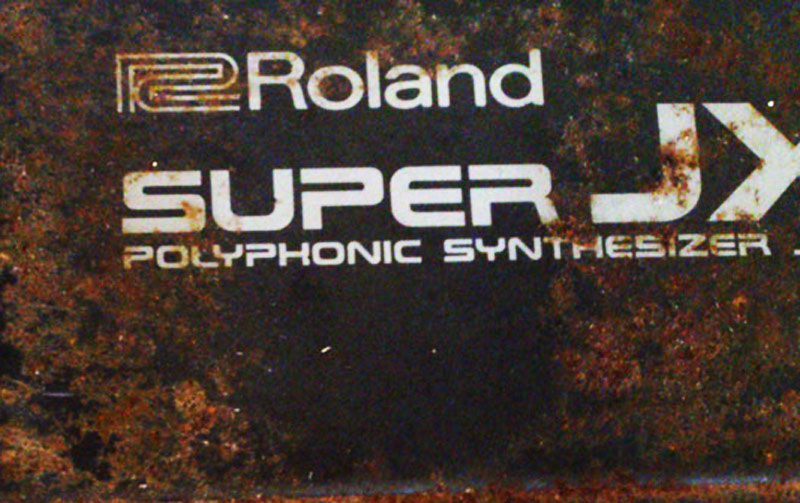 Roland
SUPER JX
POLYPHONIC SYNTHESIZER